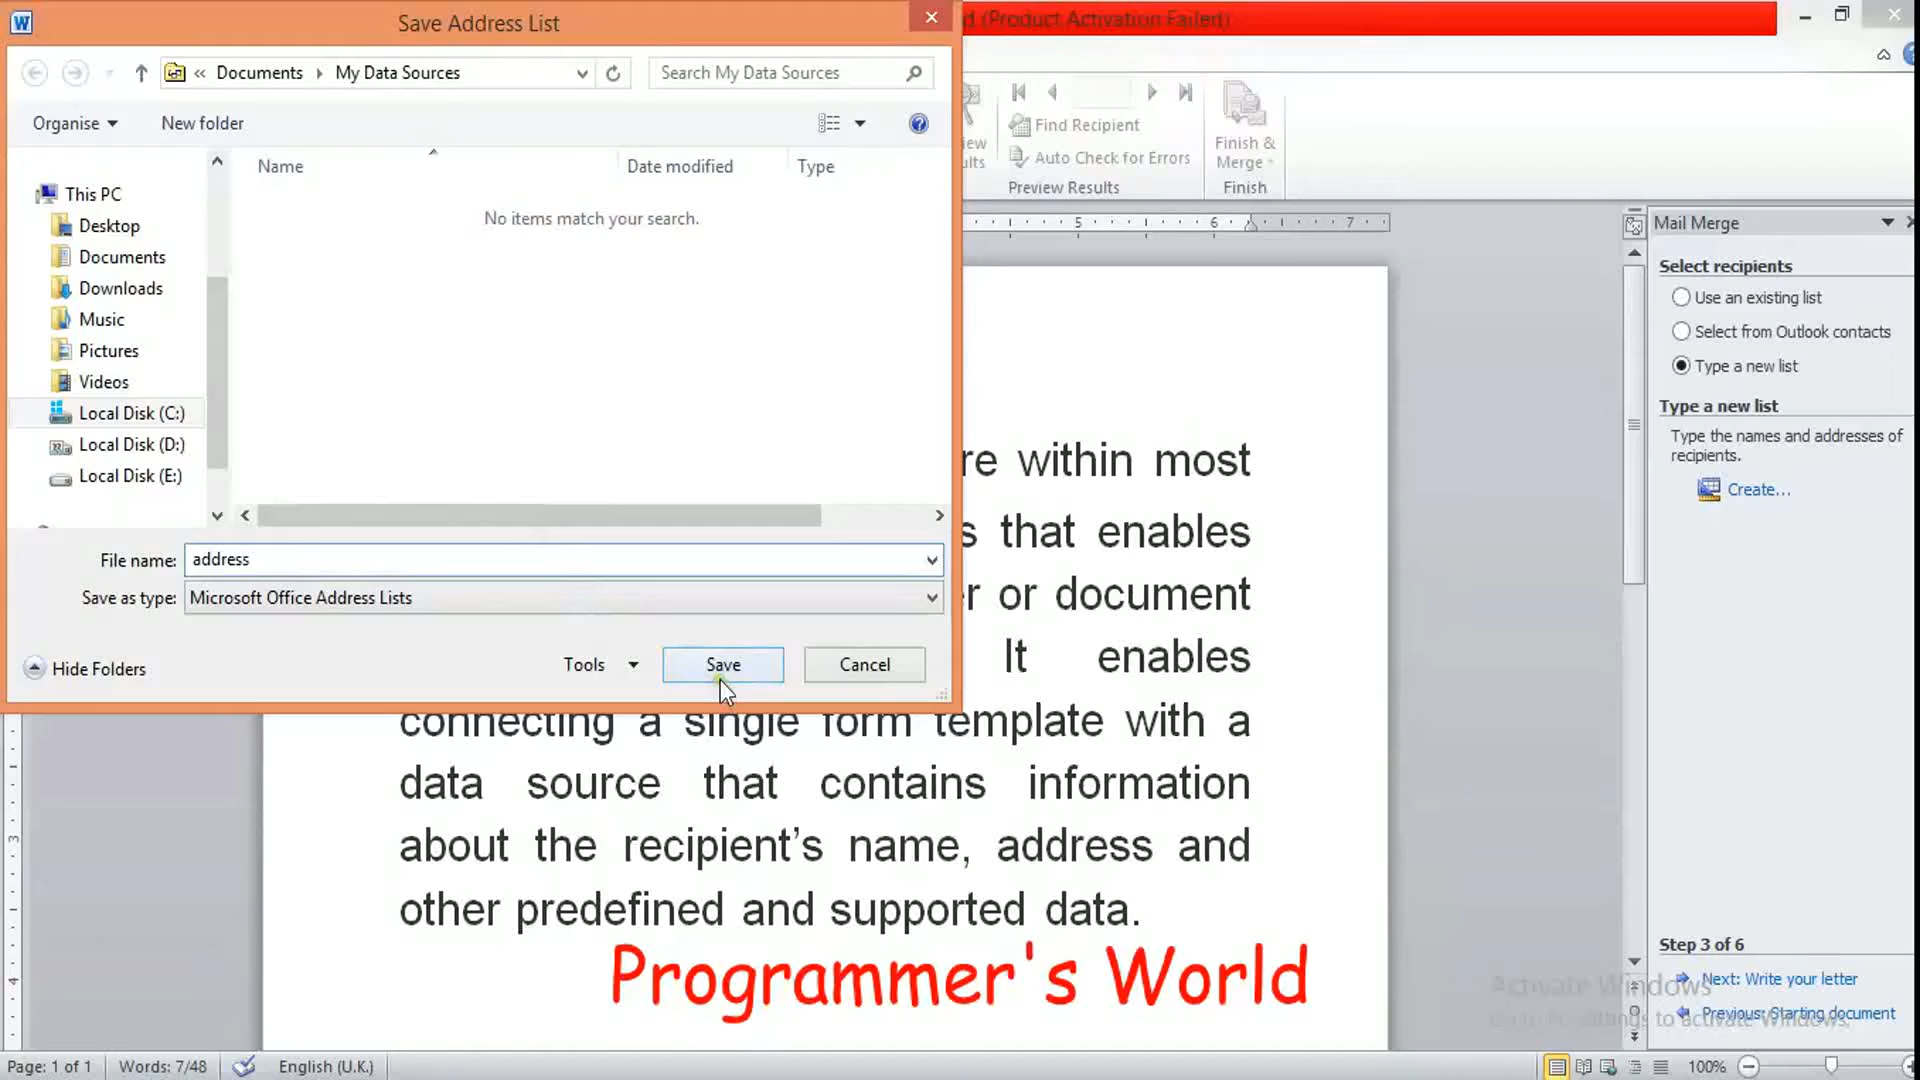 Save Address List
d (Product Activation Failed)
« Documents My Data Sources
Search My Data Sources
Organise
New folder
Name
Date modified
Type
No items match your search.
This PC
Desktop
Documents
Downloads
Music
Pictures
Videos
Local Disk (C:)
Local Disk (D:)
Local Disk (E:)
File name: address
Save as type: Microsoft Office Address Lists
Hide Folders
Tools
Save
Cancel
Find Recipient
Auto Check for Errors
Preview Results
Finish &
Merge
Finish
5 6 7
Mail Merge
Select recipients
Use an existing list
Select from Outlook contacts
Type a new list
Type a new list
Type the names and addresses of
recipients.
Create...
re within most
s that enables
r or document
It enables
connecting a single form template with a
data source that contains information
about the recipient's name, address and
other predefined and supported data.
Programmer's World
Step 3 of 6
Next: Write your letter
Previous: Starting document
Activate Windows
Page: 1 of 1
Words: 7/48
English (U.K.)
100%